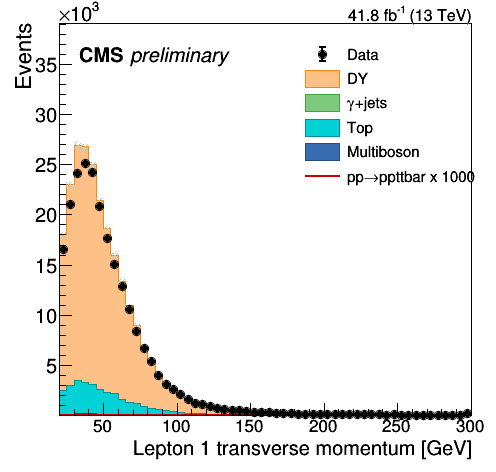 ×10³
41.8 fb⁻¹ (13 TeV)
Events
CMS preliminary
Data
DY
γ+jets
Top
Multiboson
pp→ppttbar x 1000
35
30
25
20
15
10
5
50 100 150 200 250 300
Lepton 1 transverse momentum [GeV]